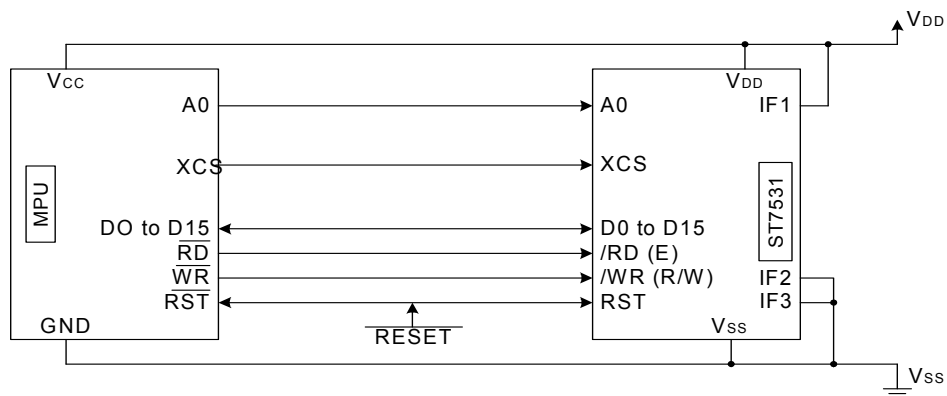 VDD
VCC
VDD
A0
A0
IF1
XCS
XCS
MPU
ST7531
DO to D15
D0 to D15
RD
/RD (E)
WR
/WR (R/W)
IF2
RST
RST
IF3
GND
RESET
VSS
VSS